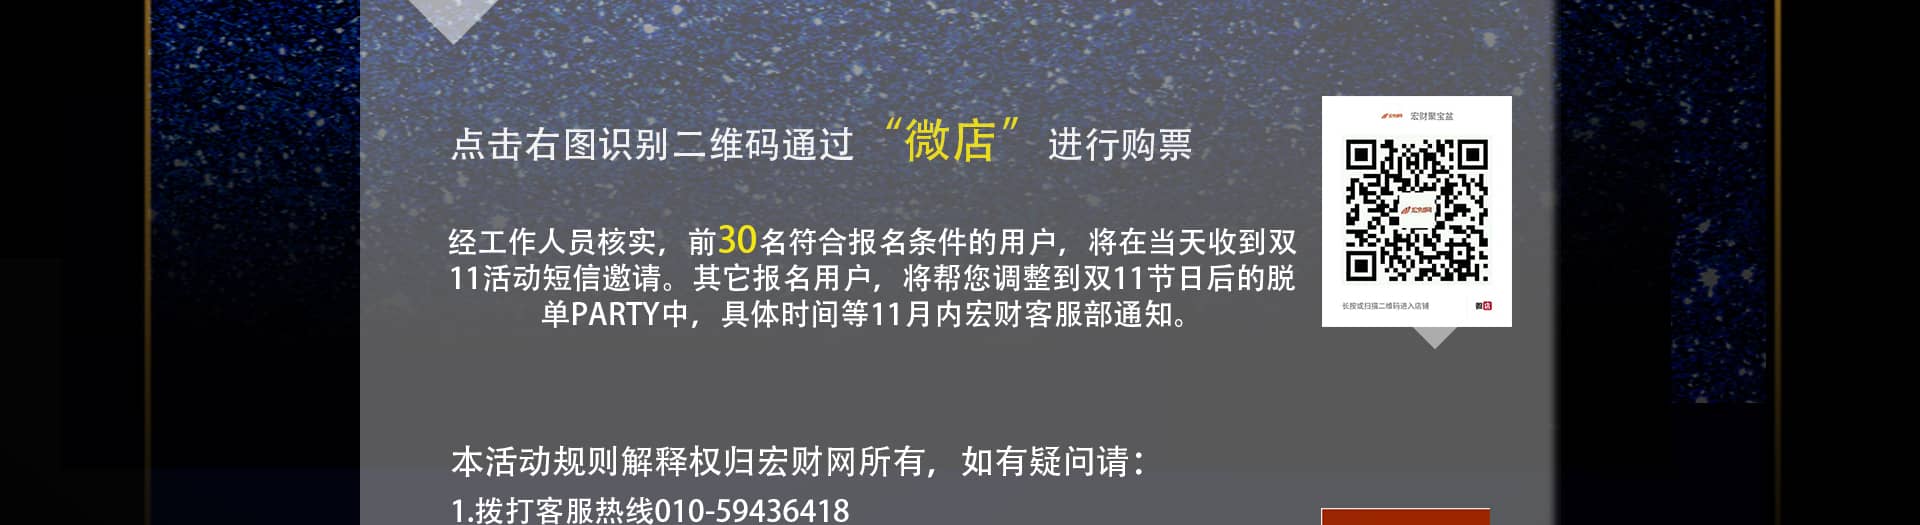 点击右图识别二维码通过 “微店” 进行购票
宏财聚宝盆
经工作人员核实，前30名符合报名条件的用户，将在当天收到双
11活动短信邀请。其它报名用户，将帮您调整到双11节日后的脱
单PARTY中，具体时间等11月内宏财客服部通知。
长按或扫描二维码进入店铺
微店
本活动规则解释权归宏财网所有，如有疑问请：
1.拨打客服热线010-59436418